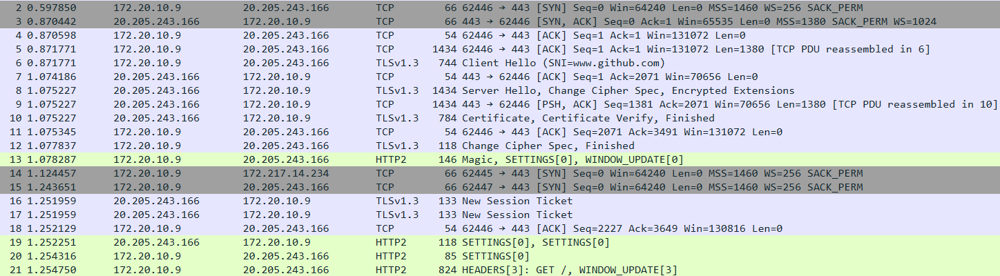 2 0.597850 172.20.10.9 20.205.243.166 TCP 66 62446 → 443 [SYN] Seq=0 Win=64240 Len=0 MSS=1460 WS=256 SACK_PERM
3 0.870442 20.205.243.166 172.20.10.9 TCP 66 443 → 62446 [SYN, ACK] Seq=0 Ack=1 Win=65535 Len=0 MSS=1380 SACK_PERM WS=1024
4 0.870598 172.20.10.9 20.205.243.166 TCP 54 62446 → 443 [ACK] Seq=1 Ack=1 Win=131072 Len=0
5 0.871771 172.20.10.9 20.205.243.166 TCP 1434 62446 → 443 [ACK] Seq=1 Ack=1 Win=131072 Len=1380 [TCP PDU reassembled in 6]
6 0.871771 172.20.10.9 20.205.243.166 TLSv1.3 744 Client Hello (SNI=www.github.com)
7 1.074186 20.205.243.166 172.20.10.9 TCP 54 443 → 62446 [ACK] Seq=1 Ack=2071 Win=70656 Len=0
8 1.075227 20.205.243.166 172.20.10.9 TLSv1.3 1434 Server Hello, Change Cipher Spec, Encrypted Extensions
9 1.075227 20.205.243.166 172.20.10.9 TCP 1434 443 → 62446 [PSH, ACK] Seq=1381 Ack=2071 Win=70656 Len=1380 [TCP PDU reassembled in 10]
10 1.075227 20.205.243.166 172.20.10.9 TLSv1.3 784 Certificate, Certificate Verify, Finished
11 1.075345 172.20.10.9 20.205.243.166 TCP 54 62446 → 443 [ACK] Seq=2071 Ack=3491 Win=131072 Len=0
12 1.077837 172.20.10.9 20.205.243.166 TLSv1.3 118 Change Cipher Spec, Finished
13 1.078287 172.20.10.9 20.205.243.166 HTTP2 146 Magic, SETTINGS[0], WINDOW_UPDATE[0]
14 1.124457 172.20.10.9 172.217.14.234 TCP 66 62445 → 443 [SYN] Seq=0 Win=64240 Len=0 MSS=1460 WS=256 SACK_PERM
15 1.243651 172.20.10.9 20.205.243.166 TCP 66 62447 → 443 [SYN] Seq=0 Win=64240 Len=0 MSS=1460 WS=256 SACK_PERM
16 1.251959 20.205.243.166 172.20.10.9 TLSv1.3 133 New Session Ticket
17 1.251959 20.205.243.166 172.20.10.9 TLSv1.3 133 New Session Ticket
18 1.252129 172.20.10.9 20.205.243.166 TCP 54 62446 → 443 [ACK] Seq=2227 Ack=3649 Win=130816 Len=0
19 1.252251 20.205.243.166 172.20.10.9 HTTP2 118 SETTINGS[0], SETTINGS[0]
20 1.254316 172.20.10.9 20.205.243.166 HTTP2 85 SETTINGS[0]
21 1.254750 172.20.10.9 20.205.243.166 HTTP2 824 HEADERS[3]: GET /, WINDOW_UPDATE[3]